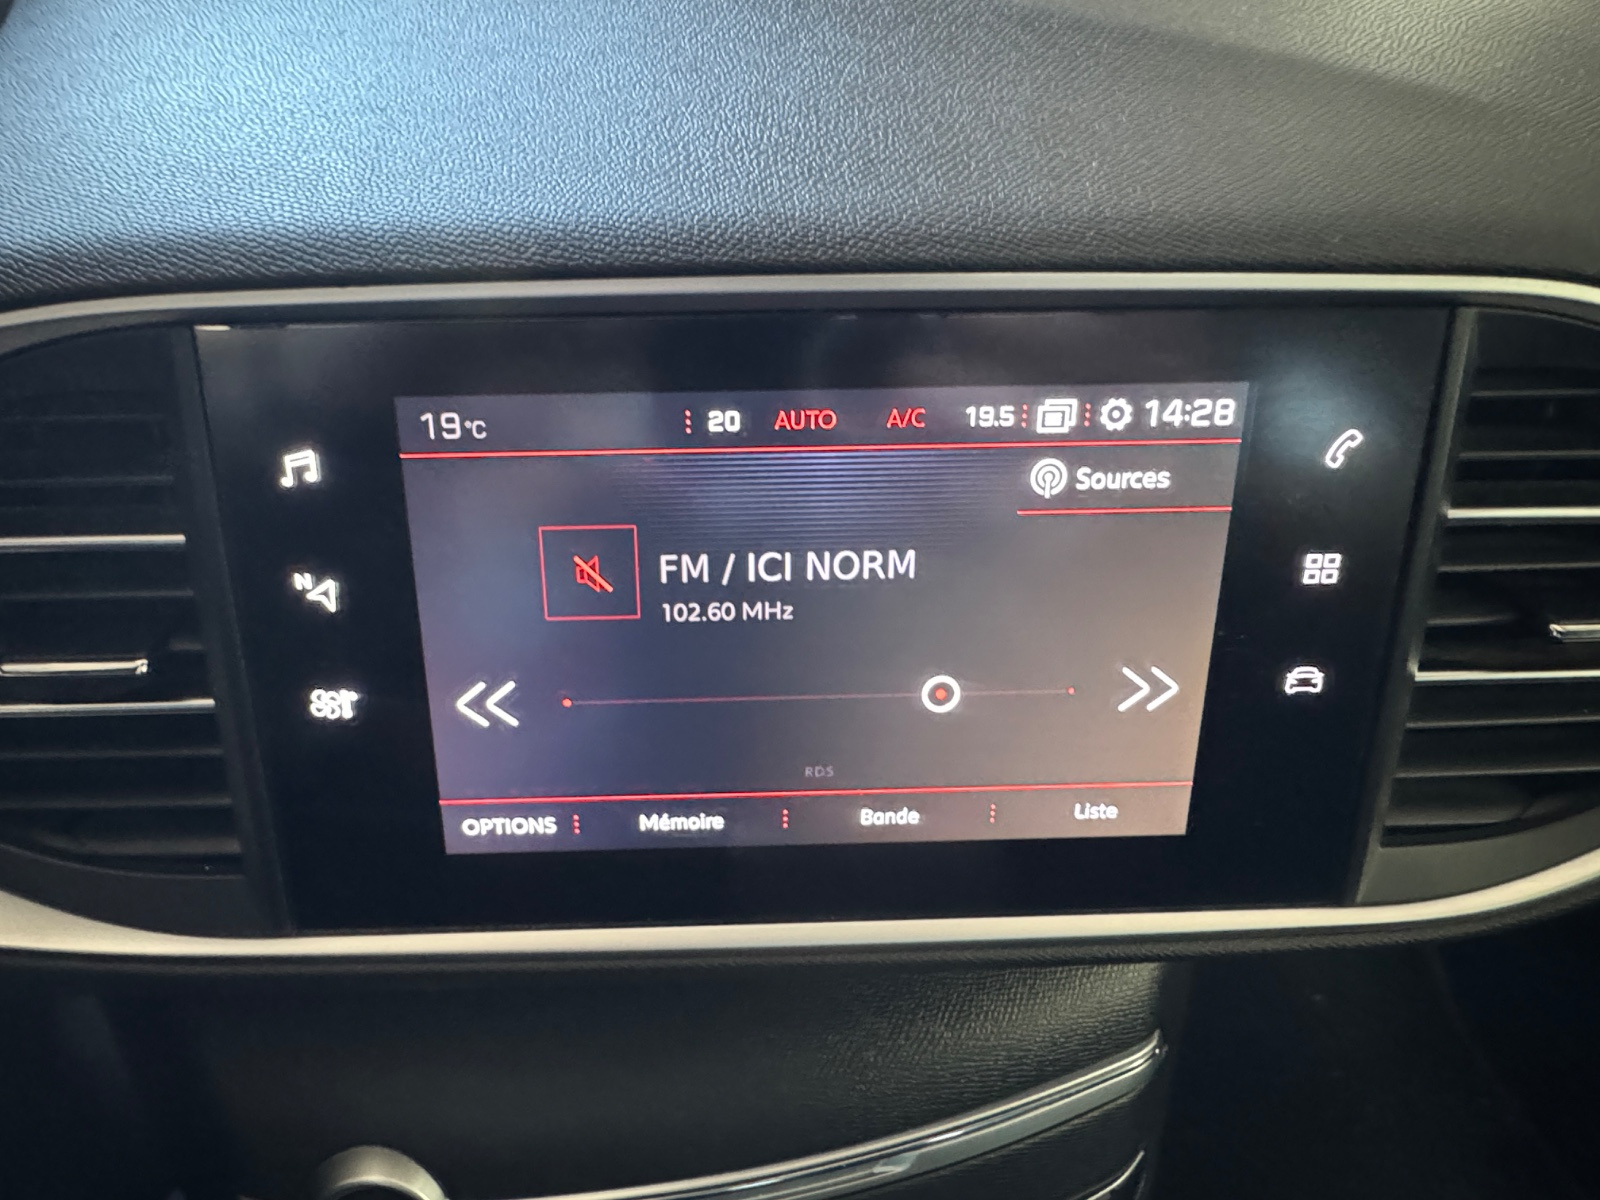 19°C 20 AUTO A/C 19.5 14:28
Sources
FM / ICI NORM
102.60 MHz
N
RDS
OPTIONS Mémoire Bande Liste